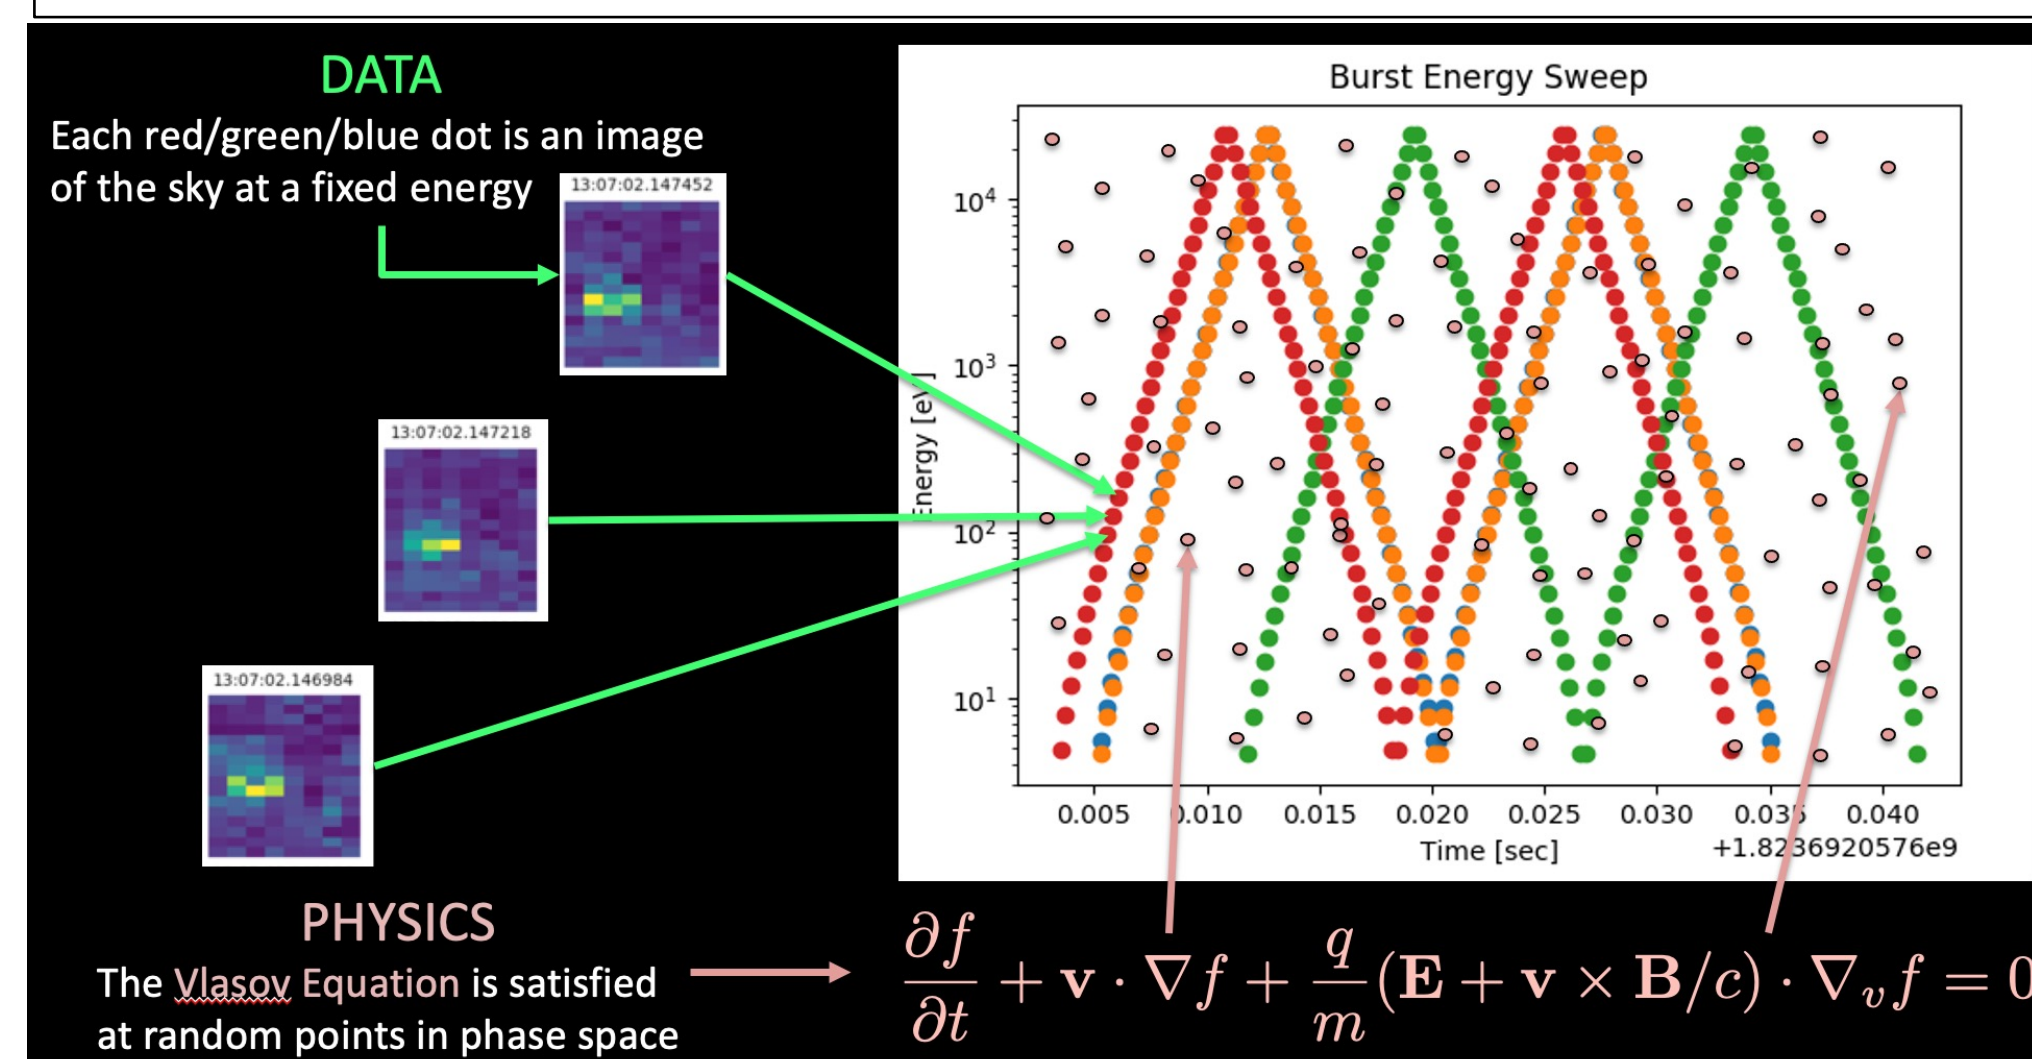 DATA
Each red/green/blue dot is an image
of the sky at a fixed energy
13:07:02.147452
13:07:02.147218
13:07:02.146984
PHYSICS
The Vlasov Equation is satisfied
at random points in phase space
Burst Energy Sweep
Energy [eV]
10⁴
10³
10²
10¹
0.005 0.010 0.015 0.020 0.025 0.030 0.035 0.040
Time [sec]
+1.8236920576e9
∂f/∂t + v · ∇f + q/m (E + v × B/c) · ∇ᵥf = 0